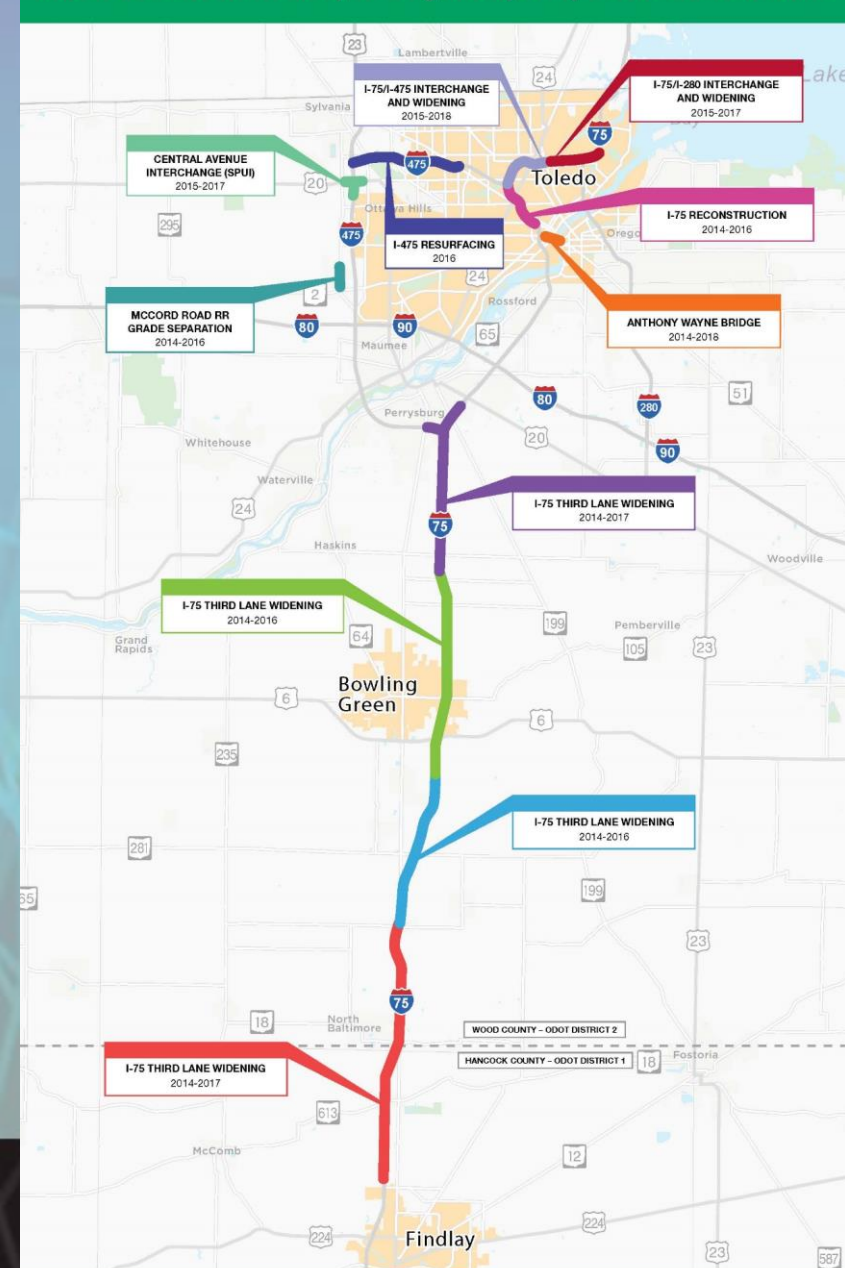 23
Lambertville
24
Lake
I-75/I-475 INTERCHANGE
AND WIDENING
2015-2018
I-75/I-280 INTERCHANGE
AND WIDENING
2015-2017
Sylvania
Bay
75
CENTRAL AVENUE
INTERCHANGE (SPUI)
2015-2017
475
Toledo
20
Ottawa Hills
I-75 RECONSTRUCTION
2014-2016
295
475
I-475 RESURFACING
2016
Orego
24
2
Rossford
MCCORD ROAD RR
GRADE SEPARATION
2014-2016
80
90
65
ANTHONY WAYNE BRIDGE
2014-2018
Maumee
80
280
51
Perrysburg
20
90
Whitehouse
Waterville
24
I-75 THIRD LANE WIDENING
2014-2017
75
Haskins
Woodville
I-75 THIRD LANE WIDENING
2014-2016
Grand
Rapids
64
199
Pemberville
105
23
Bowling
Green
6
6
235
I-75 THIRD LANE WIDENING
2014-2016
281
65
199
23
75
18
North
Baltimore
WOOD COUNTY – ODOT DISTRICT 2
HANCOCK COUNTY – ODOT DISTRICT 1
18
Fostoria
I-75 THIRD LANE WIDENING
2014-2017
613
McComb
12
224
Findlay
224
23
587